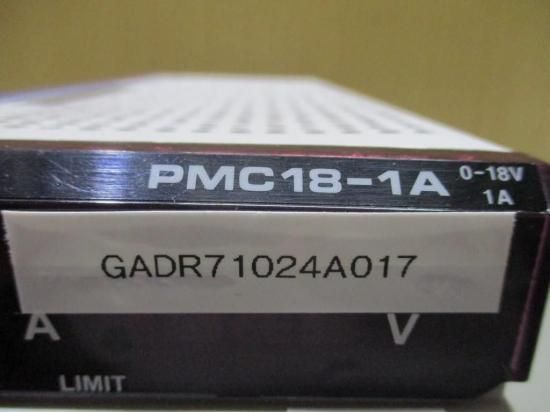 PMC18-1A 0-18V
1A
GADR71024A017
A V
LIMIT